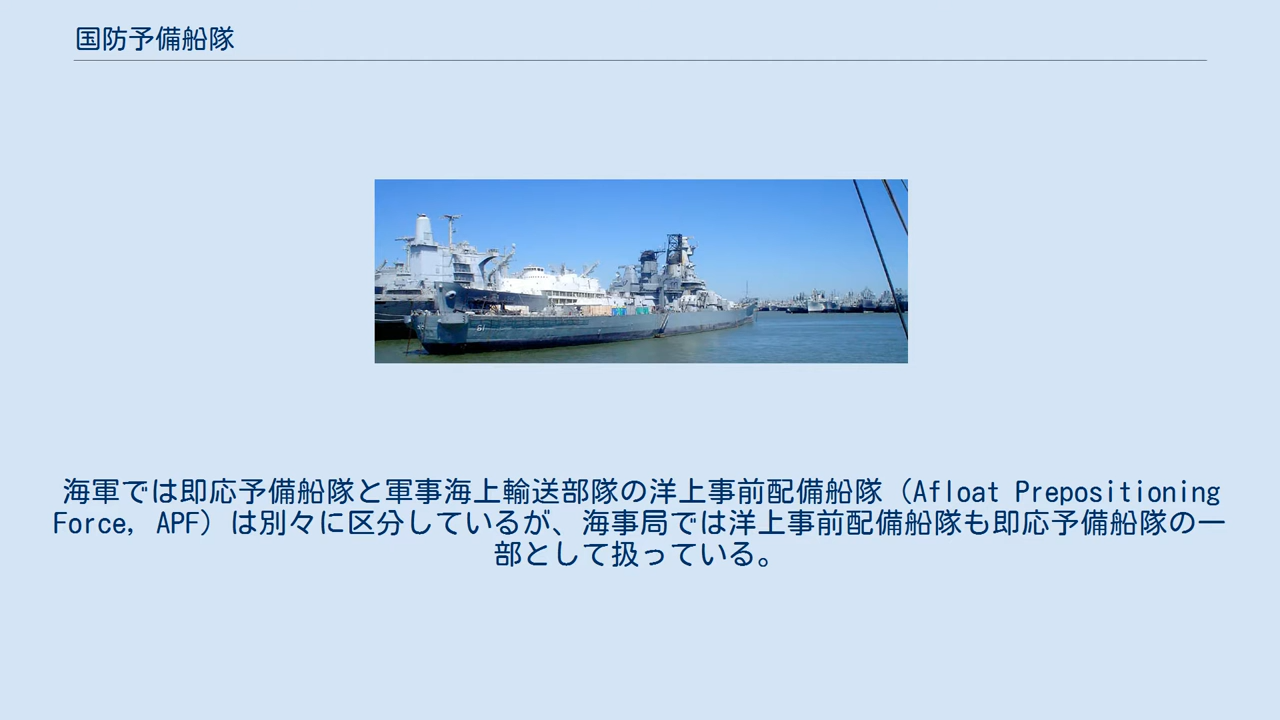 国防予備船隊
61
海軍では即応予備船隊と軍事海上輸送部隊の洋上事前配備船隊（Afloat Prepositioning
Force, APF）は別々に区分しているが、海事局では洋上事前配備船隊も即応予備船隊の一
部として扱っている。